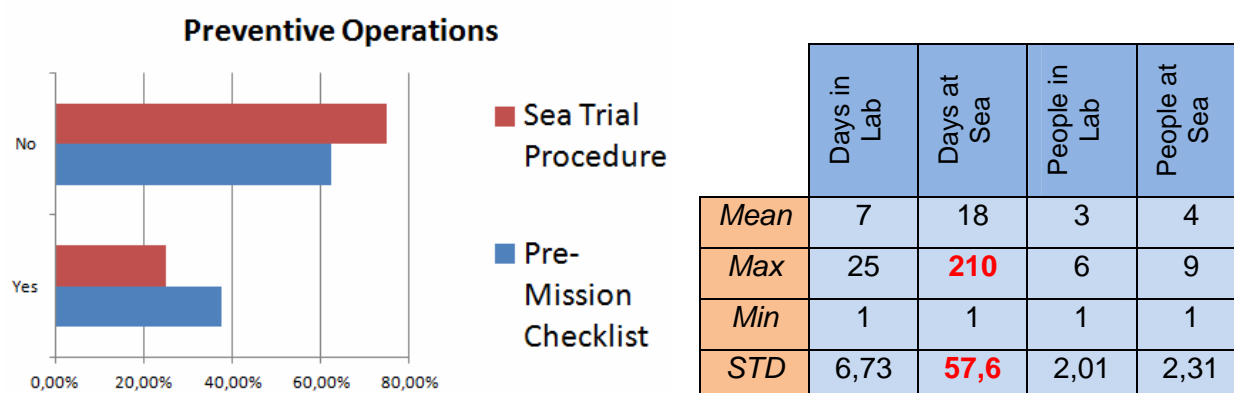 Preventive Operations
No
Yes
0,00% 20,00% 40,00% 60,00% 80,00%
Sea Trial
Procedure
Pre-
Mission
Checklist
Days in
Lab
Days at
Sea
People in
Lab
People at
Sea
Mean 7 18 3 4
Max 25 210 6 9
Min 1 1 1 1
STD 6,73 57,6 2,01 2,31